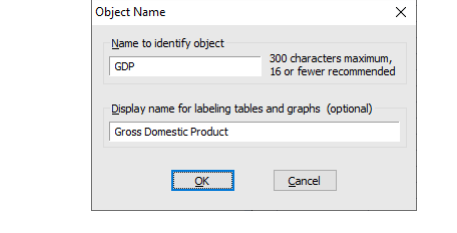 Object Name
Name to identify object
GDP
300 characters maximum,
16 or fewer recommended
Display name for labeling tables and graphs (optional)
Gross Domestic Product
OK
Cancel